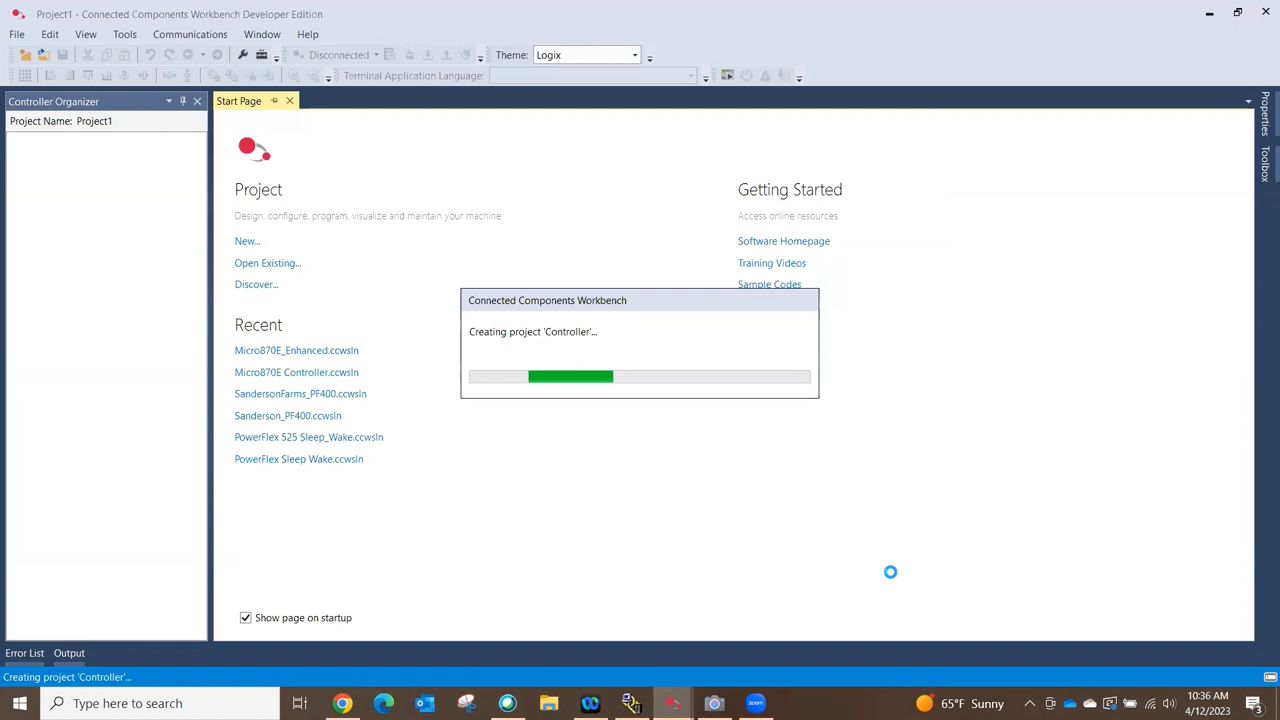 Project1 - Connected Components Workbench Developer Edition
File Edit View Tools Communications Window Help
Disconnected Theme: Logix
Terminal Application Language:
Controller Organizer
Project Name: Project1
Start Page
Properties
Toolbox
Project
Design, configure, program, visualize and maintain your machine
New...
Open Existing...
Discover...
Recent
Micro870E_Enhanced.ccwsln
Micro870E Controller.ccwsln
SandersonFarms_PF400.ccwsln
Sanderson_PF400.ccwsln
PowerFlex 525 Sleep_Wake.ccwsln
PowerFlex Sleep Wake.ccwsln
Getting Started
Access online resources
Software Homepage
Training Videos
Sample Codes
Connected Components Workbench
Creating project 'Controller'...
Show page on startup
Error List Output
Creating project 'Controller'...
Type here to search
zoom
65°F Sunny
10:36 AM
4/12/2023
3